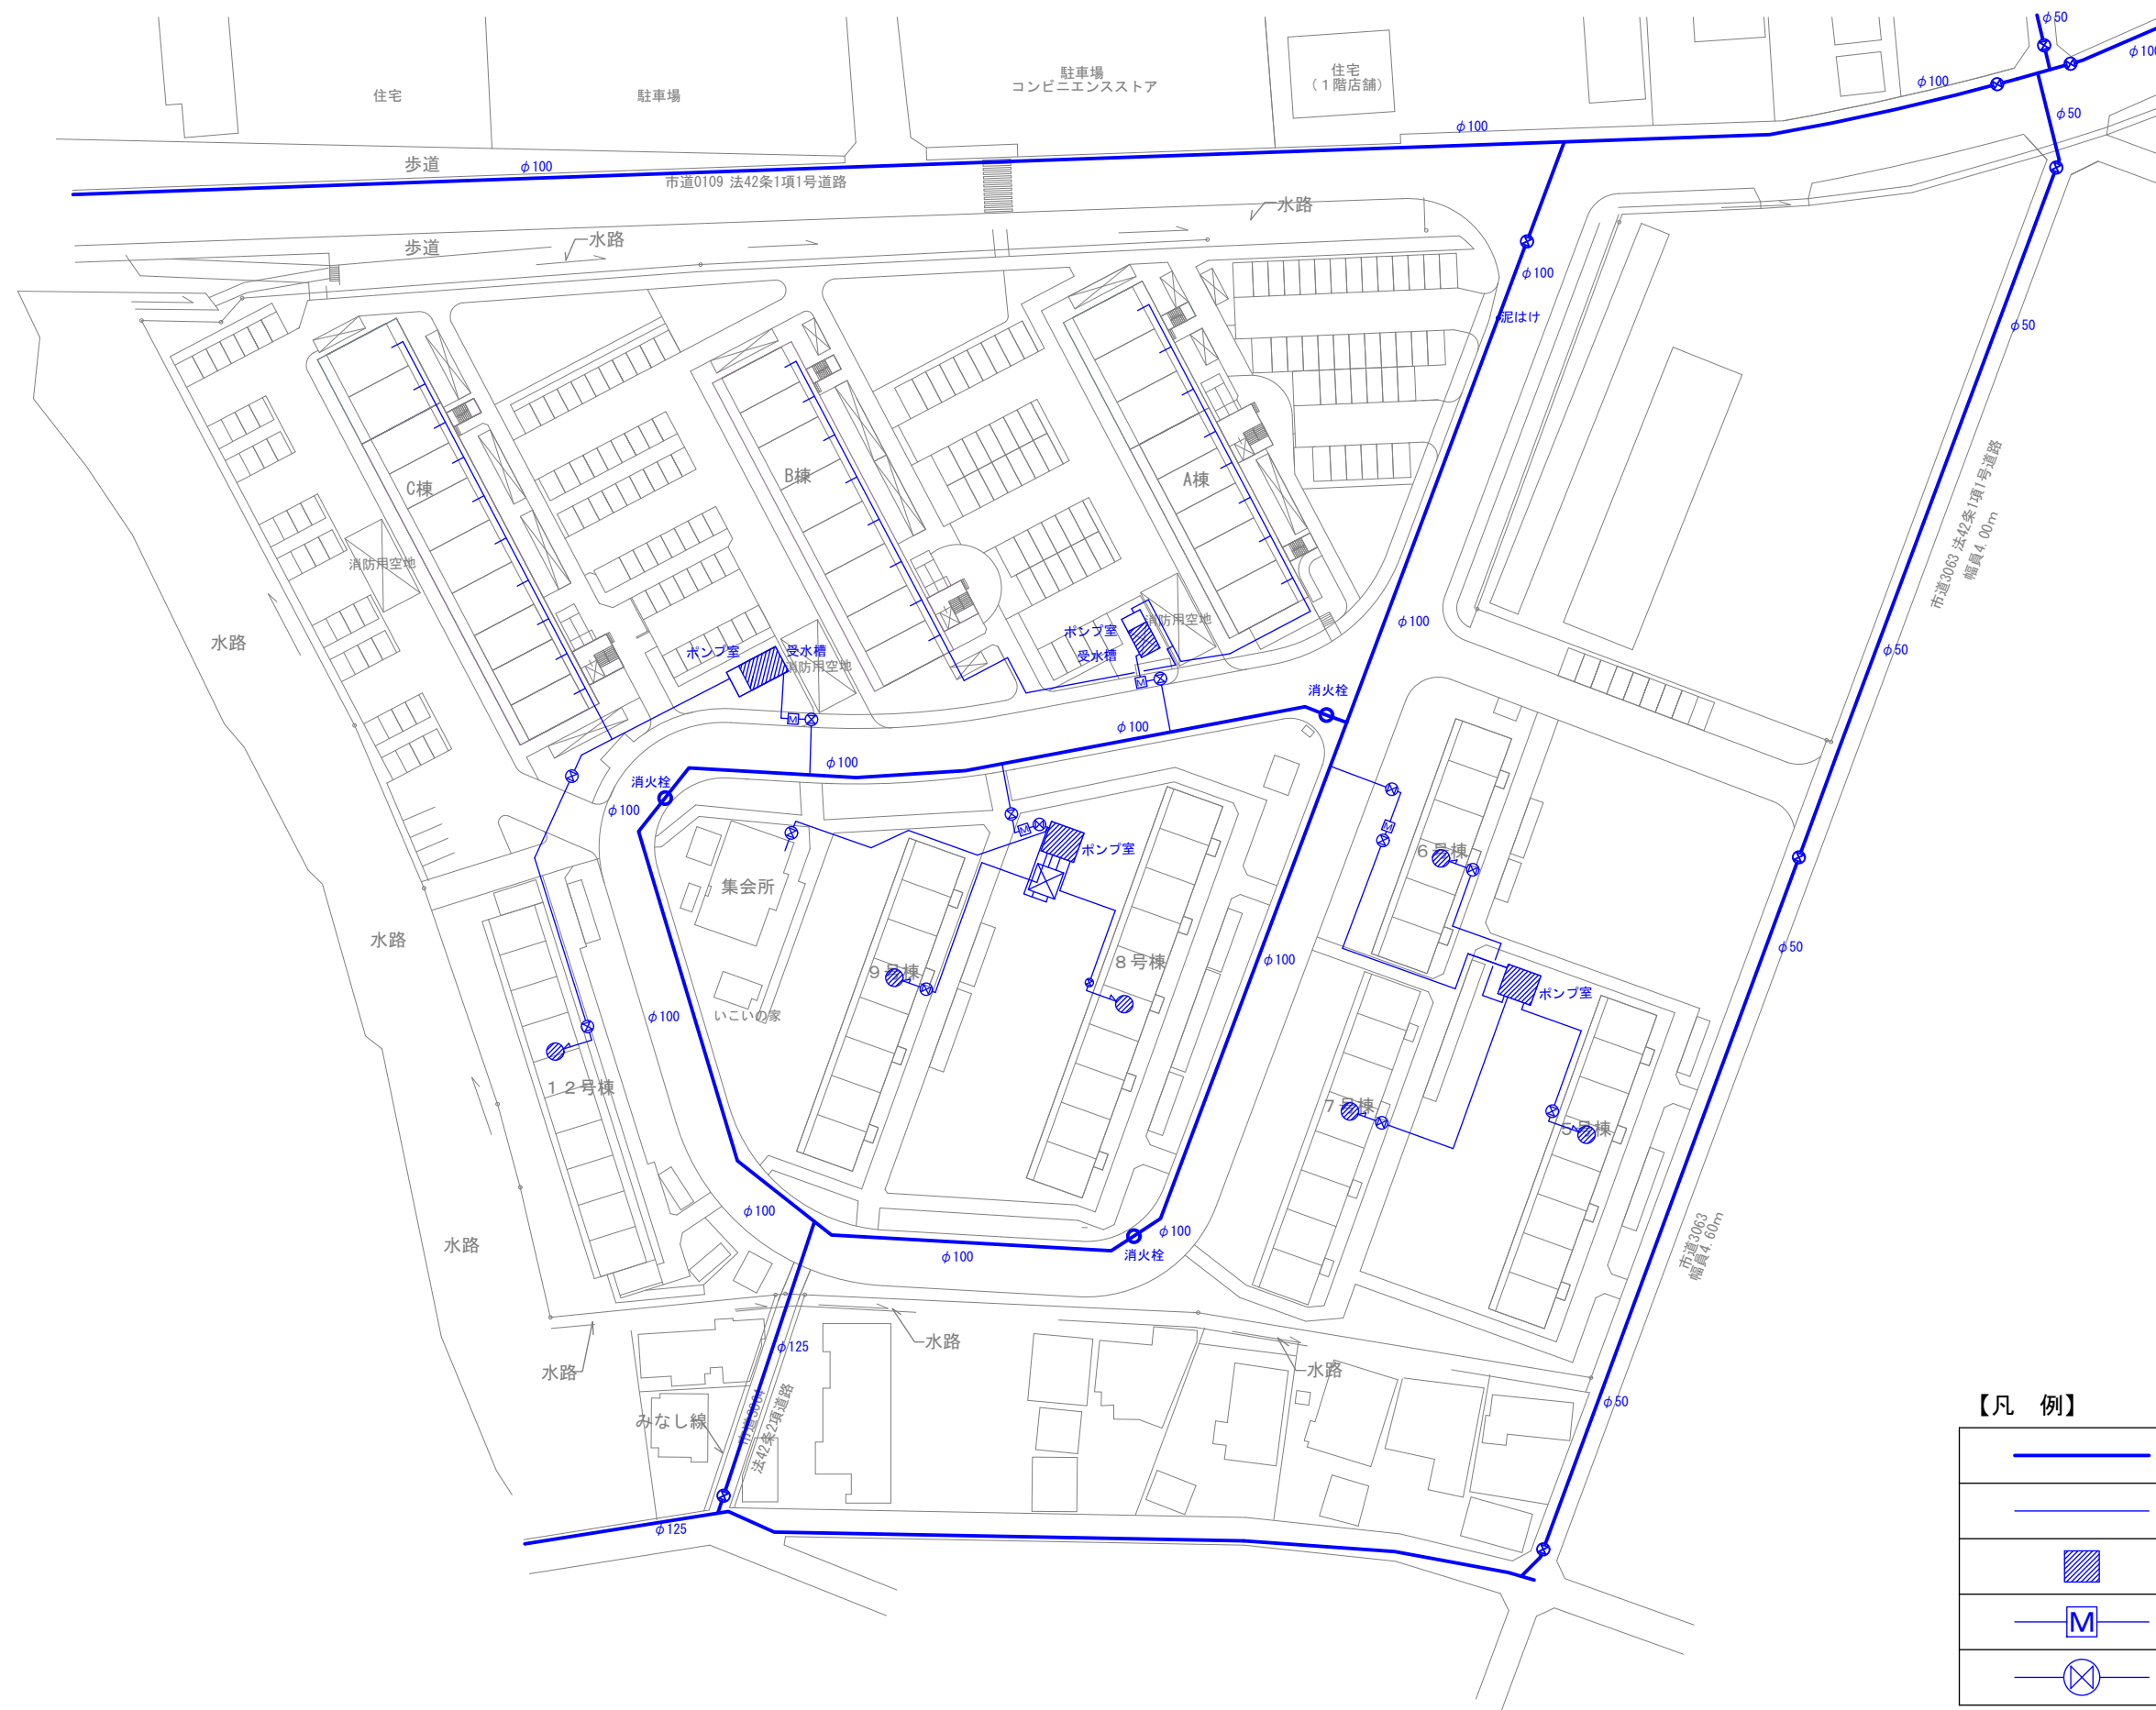 φ50
φ100
住宅
駐車場
駐車場
コンビニエンスストア
住宅
（１階店舗）
φ100
φ50
φ100
歩道
φ100
市道0109 法42条1項1号道路
水路
歩道
水路
φ100
泥はけ
φ50
市道3063 法42条1項1号道路
幅員4.00m
C棟
B棟
A棟
消防用空地
水路
ポンプ室
受水槽
消防用空地
ポンプ室
受水槽
消防用空地
φ100
φ50
消火栓
φ100
φ100
消火栓
φ100
６号棟
ポンプ室
集会所
９号棟
８号棟
水路
φ100
φ50
ポンプ室
φ100
いこいの家
１２号棟
７号棟
５号棟
φ100
φ100
消火栓
φ100
水路
市道3063
幅員4.60m
φ125
水路
水路
水路
みなし線
市道3064
法42条2項道路
φ50
φ125
【凡　例】
M
M
M
M
M